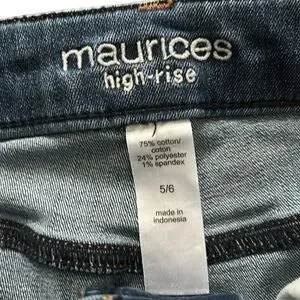 maurices
high-rise
75% cotton/
coton
24% polyester
1% spandex
5/6
made in
indonesia